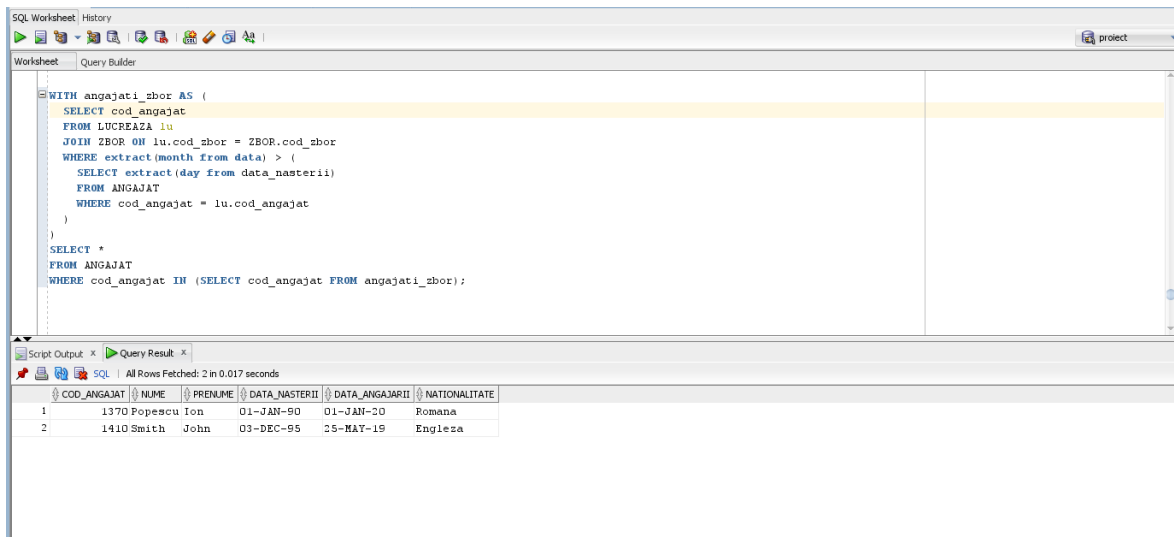 SQL Worksheet History
proiect
Worksheet Query Builder
WITH angajati_zbor AS (
SELECT cod_angajat
FROM LUCREAZA lu
JOIN ZBOR ON lu.cod_zbor = ZBOR.cod_zbor
WHERE extract(month from data) > (
SELECT extract(day from data_nasterii)
FROM ANGAJAT
WHERE cod_angajat = lu.cod_angajat
)
)
SELECT *
FROM ANGAJAT
WHERE cod_angajat IN (SELECT cod_angajat FROM angajati_zbor);
Script Output x Query Result x
SQL | All Rows Fetched: 2 in 0.017 seconds
COD_ANGAJAT NUME PRENUME DATA_NASTERII DATA_ANGAJARII NATIONALITATE
1 1370 Popescu Ion 01-JAN-90 01-JAN-20 Romana
2 1410 Smith John 03-DEC-95 25-MAY-19 Engleza